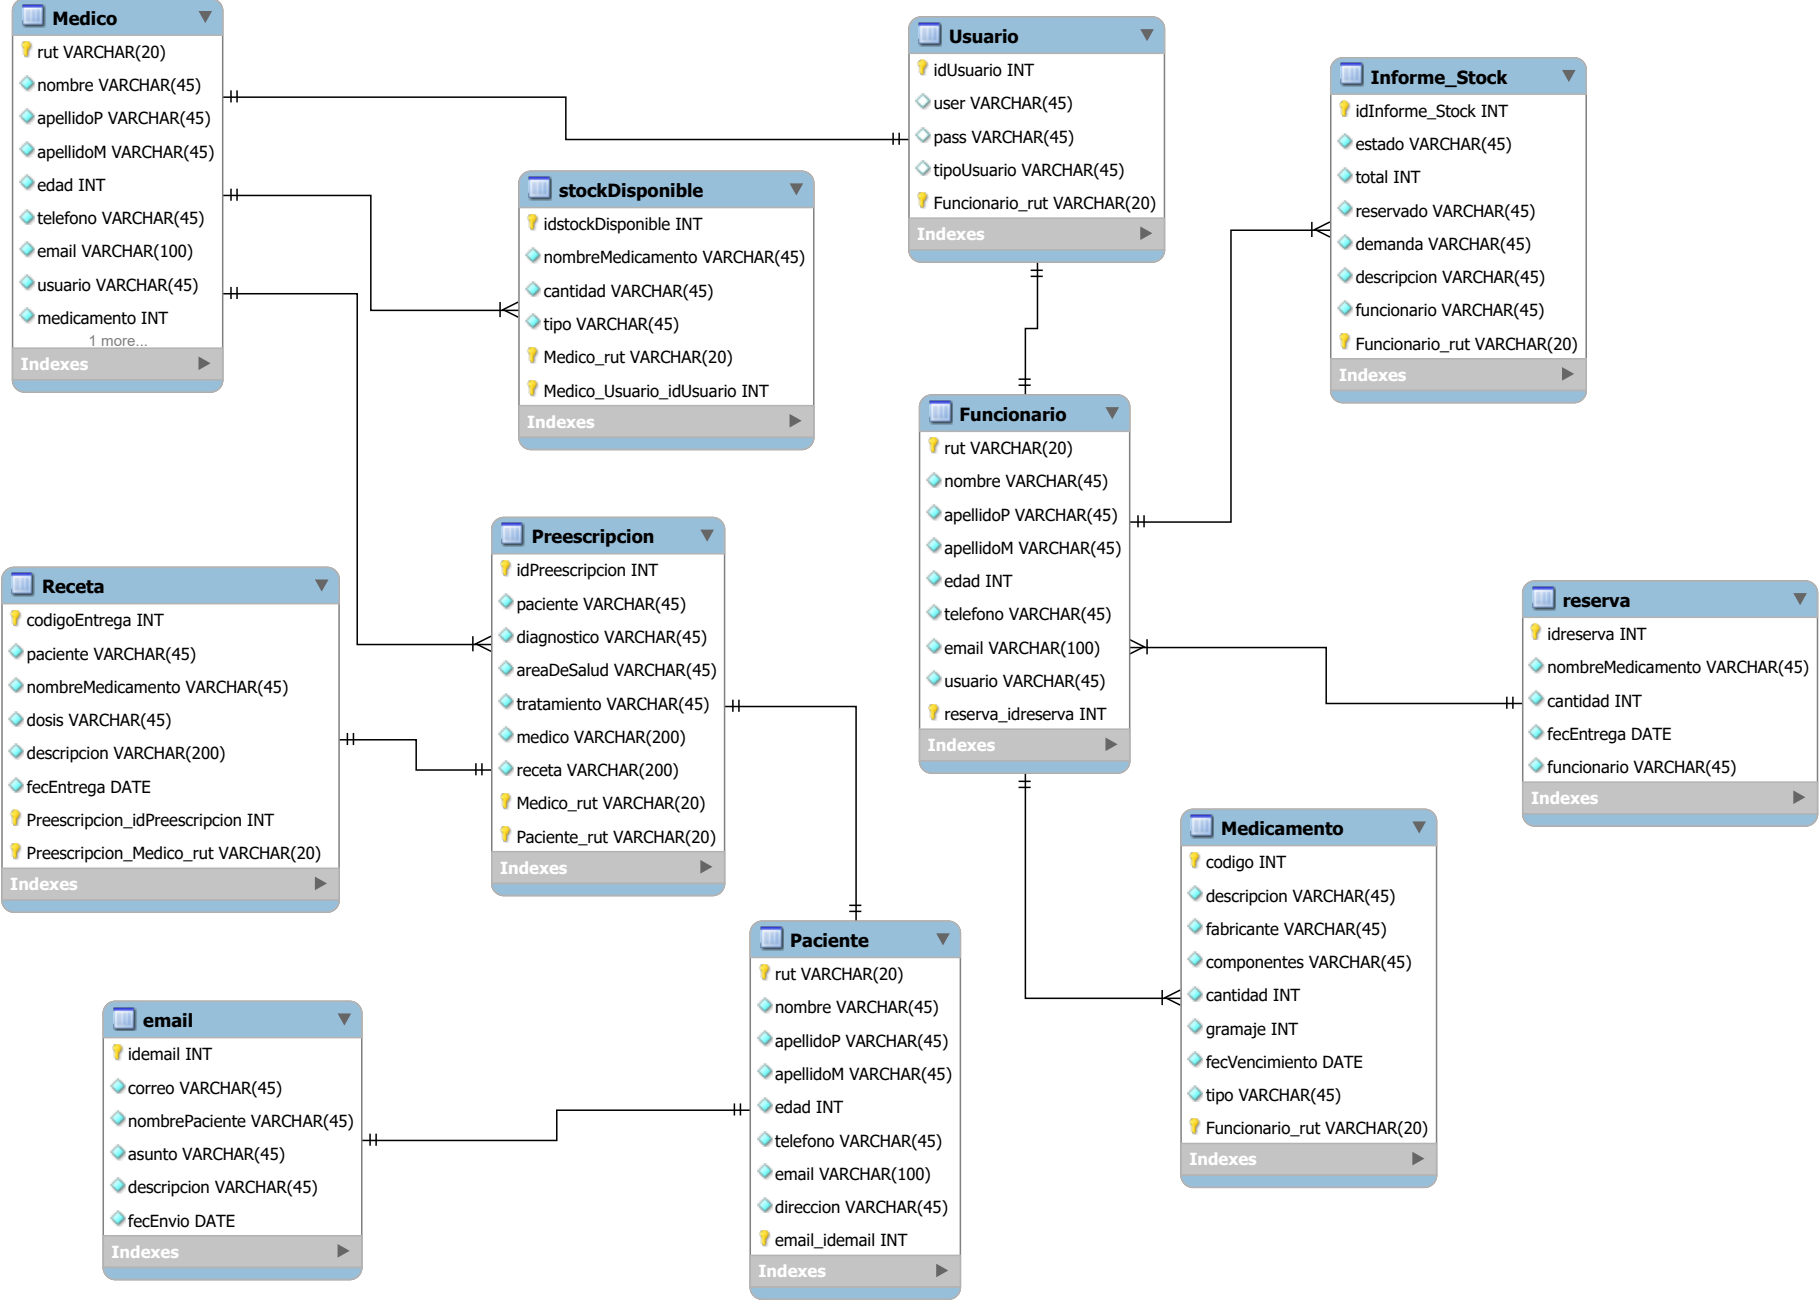 Medico
rut VARCHAR(20)
nombre VARCHAR(45)
apellidoP VARCHAR(45)
apellidoM VARCHAR(45)
edad INT
telefono VARCHAR(45)
email VARCHAR(100)
usuario VARCHAR(45)
medicamento INT
1 more...
Indexes
Usuario
idUsuario INT
user VARCHAR(45)
pass VARCHAR(45)
tipoUsuario VARCHAR(45)
Funcionario_rut VARCHAR(20)
Indexes
Informe_Stock
idInforme_Stock INT
estado VARCHAR(45)
total INT
reservado VARCHAR(45)
demanda VARCHAR(45)
descripcion VARCHAR(45)
funcionario VARCHAR(45)
Funcionario_rut VARCHAR(20)
Indexes
stockDisponible
idstockDisponible INT
nombreMedicamento VARCHAR(45)
cantidad VARCHAR(45)
tipo VARCHAR(45)
Medico_rut VARCHAR(20)
Medico_Usuario_idUsuario INT
Indexes
Funcionario
rut VARCHAR(20)
nombre VARCHAR(45)
apellidoP VARCHAR(45)
apellidoM VARCHAR(45)
edad INT
telefono VARCHAR(45)
email VARCHAR(100)
usuario VARCHAR(45)
reserva_idreserva INT
Indexes
Preescripcion
idPreescripcion INT
paciente VARCHAR(45)
diagnostico VARCHAR(45)
areaDeSalud VARCHAR(45)
tratamiento VARCHAR(45)
medico VARCHAR(200)
receta VARCHAR(200)
Medico_rut VARCHAR(20)
Paciente_rut VARCHAR(20)
Indexes
Receta
codigoEntrega INT
paciente VARCHAR(45)
nombreMedicamento VARCHAR(45)
dosis VARCHAR(45)
descripcion VARCHAR(200)
fecEntrega DATE
Preescripcion_idPreescripcion INT
Preescripcion_Medico_rut VARCHAR(20)
Indexes
reserva
idreserva INT
nombreMedicamento VARCHAR(45)
cantidad INT
fecEntrega DATE
funcionario VARCHAR(45)
Indexes
Medicamento
codigo INT
descripcion VARCHAR(45)
fabricante VARCHAR(45)
componentes VARCHAR(45)
cantidad INT
gramaje INT
fecVencimiento DATE
tipo VARCHAR(45)
Funcionario_rut VARCHAR(20)
Indexes
Paciente
rut VARCHAR(20)
nombre VARCHAR(45)
apellidoP VARCHAR(45)
apellidoM VARCHAR(45)
edad INT
telefono VARCHAR(45)
email VARCHAR(100)
direccion VARCHAR(45)
email_idemail INT
Indexes
email
idemail INT
correo VARCHAR(45)
nombrePaciente VARCHAR(45)
asunto VARCHAR(45)
descripcion VARCHAR(45)
fecEnvio DATE
Indexes